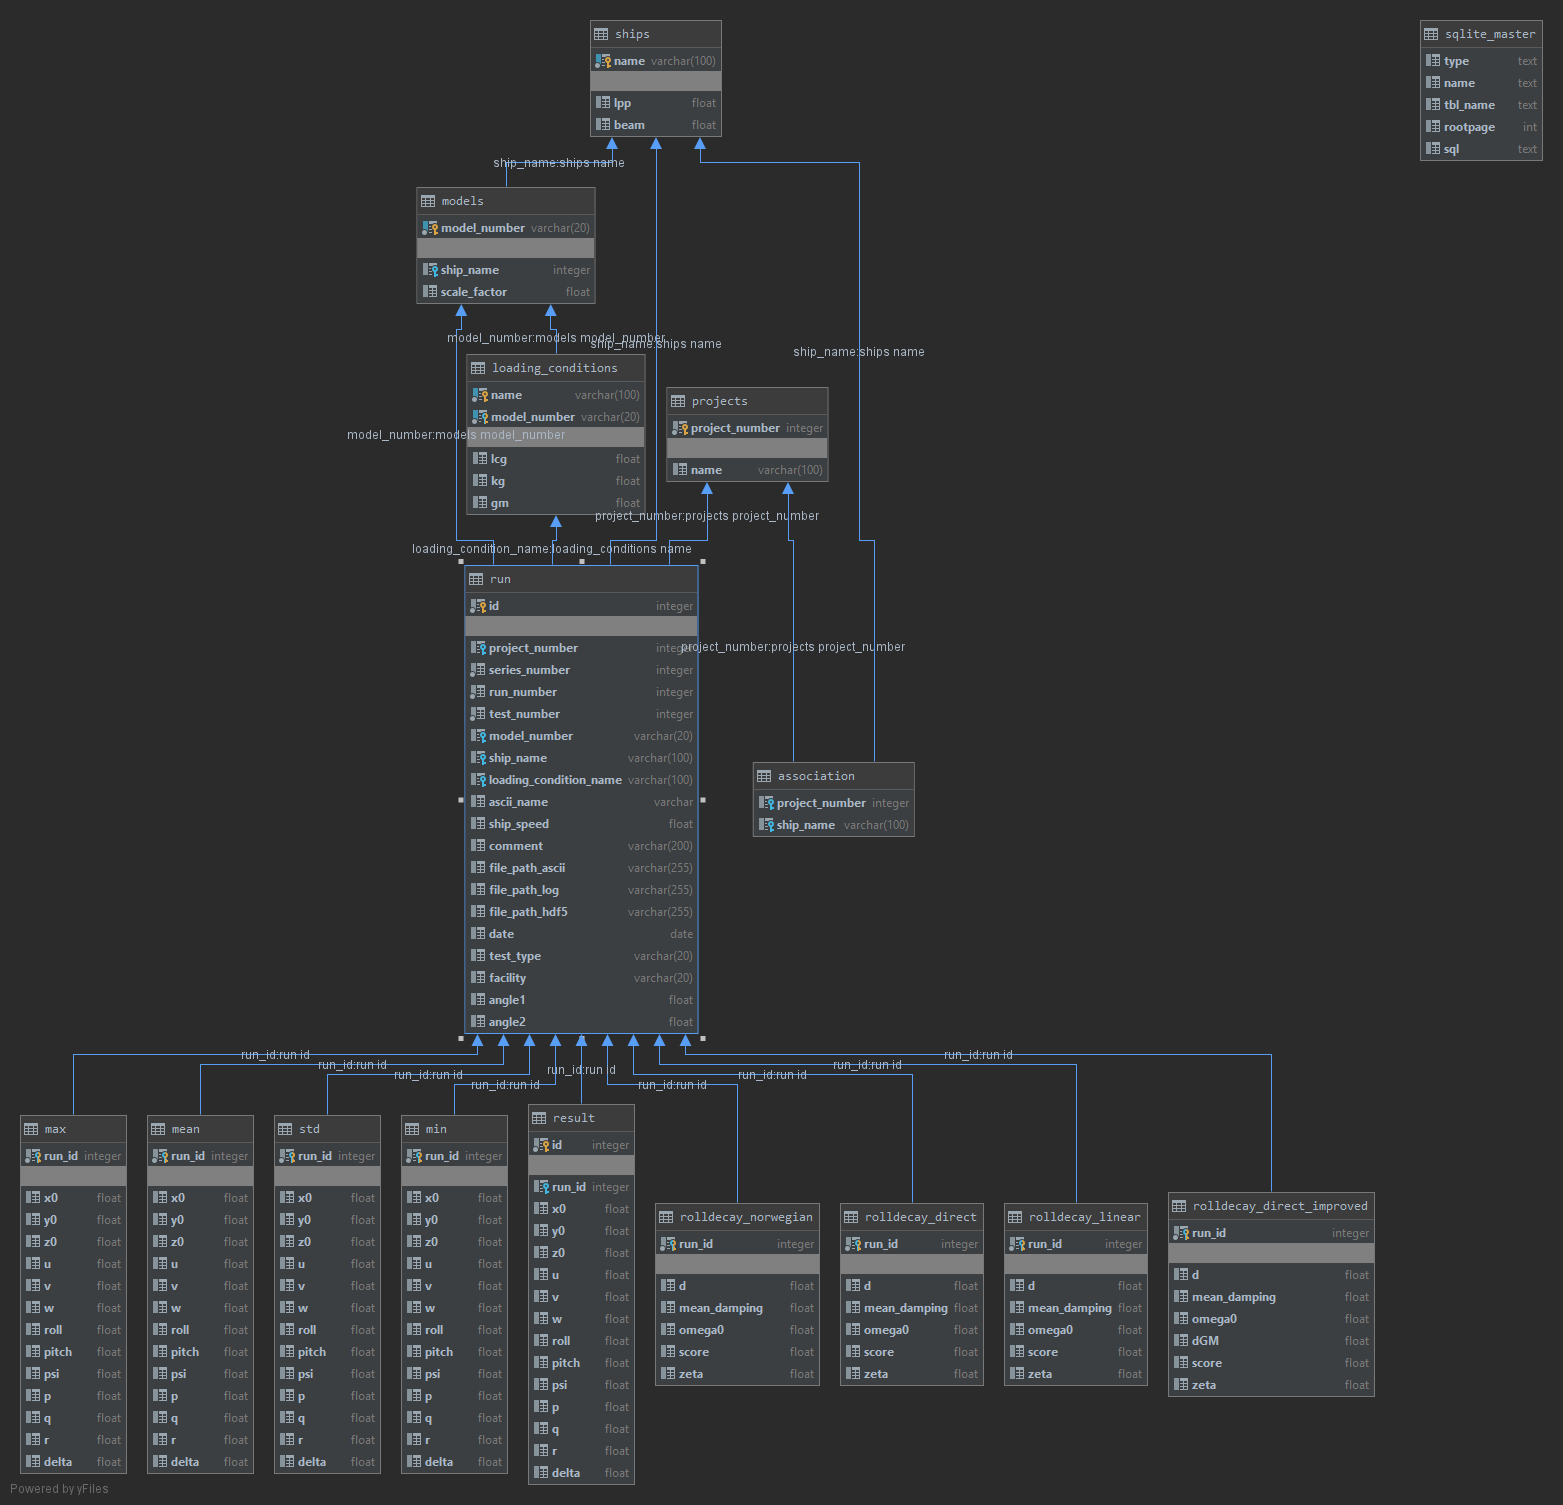 ships
name varchar(100)
lpp float
beam float
sqlite_master
type text
name text
tbl_name text
rootpage int
sql text
ship_name:ships name
models
model_number varchar(20)
ship_name integer
scale_factor float
model_number:models model_number
ship_name:ships name
ship_name:ships name
loading_conditions
name varchar(100)
model_number varchar(20)
lcg float
kg float
gm float
model_number:models model_number
projects
project_number integer
name varchar(100)
project_number:projects project_number
loading_condition_name:loading_conditions name
run
id integer
project_number integer
series_number integer
run_number integer
test_number integer
model_number varchar(20)
ship_name varchar(100)
loading_condition_name varchar(100)
ascii_name varchar
ship_speed float
comment varchar(200)
file_path_ascii varchar(255)
file_path_log varchar(255)
file_path_hdf5 varchar(255)
date date
test_type varchar(20)
facility varchar(20)
angle1 float
angle2 float
project_number:projects project_number
association
project_number integer
ship_name varchar(100)
run_id:run id
run_id:run id
run_id:run id
run_id:run id
run_id:run id
run_id:run id
run_id:run id
run_id:run id
run_id:run id
max
run_id integer
x0 float
y0 float
z0 float
u float
v float
w float
roll float
pitch float
psi float
p float
q float
r float
delta float
mean
run_id integer
x0 float
y0 float
z0 float
u float
v float
w float
roll float
pitch float
psi float
p float
q float
r float
delta float
std
run_id integer
x0 float
y0 float
z0 float
u float
v float
w float
roll float
pitch float
psi float
p float
q float
r float
delta float
min
run_id integer
x0 float
y0 float
z0 float
u float
v float
w float
roll float
pitch float
psi float
p float
q float
r float
delta float
result
id integer
run_id integer
x0 float
y0 float
z0 float
u float
v float
w float
roll float
pitch float
psi float
p float
q float
r float
delta float
rolldecay_norwegian
run_id integer
d float
mean_damping float
omega0 float
score float
zeta float
rolldecay_direct
run_id integer
d float
mean_damping float
omega0 float
score float
zeta float
rolldecay_linear
run_id integer
d float
mean_damping float
omega0 float
score float
zeta float
rolldecay_direct_improved
run_id integer
d float
mean_damping float
omega0 float
dGM float
score float
zeta float
Powered by yFiles